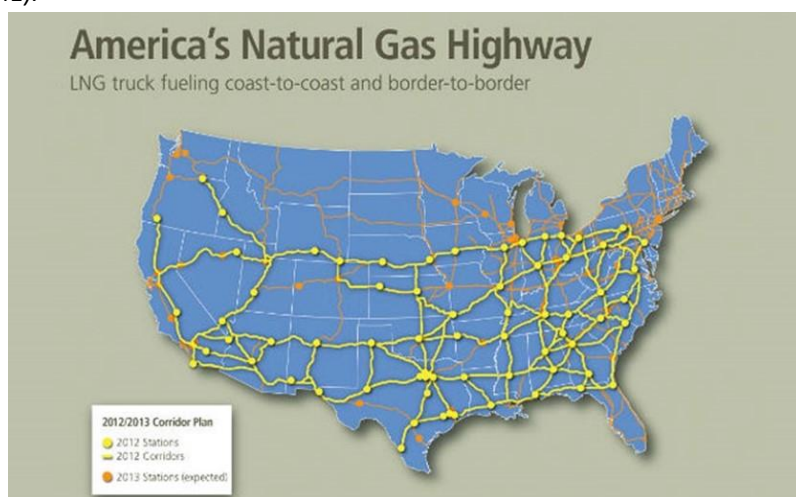 America's Natural Gas Highway
LNG truck fueling coast-to-coast and border-to-border
2012/2013 Corridor Plan
2012 Stations
2012 Corridors
2013 Stations (expected)